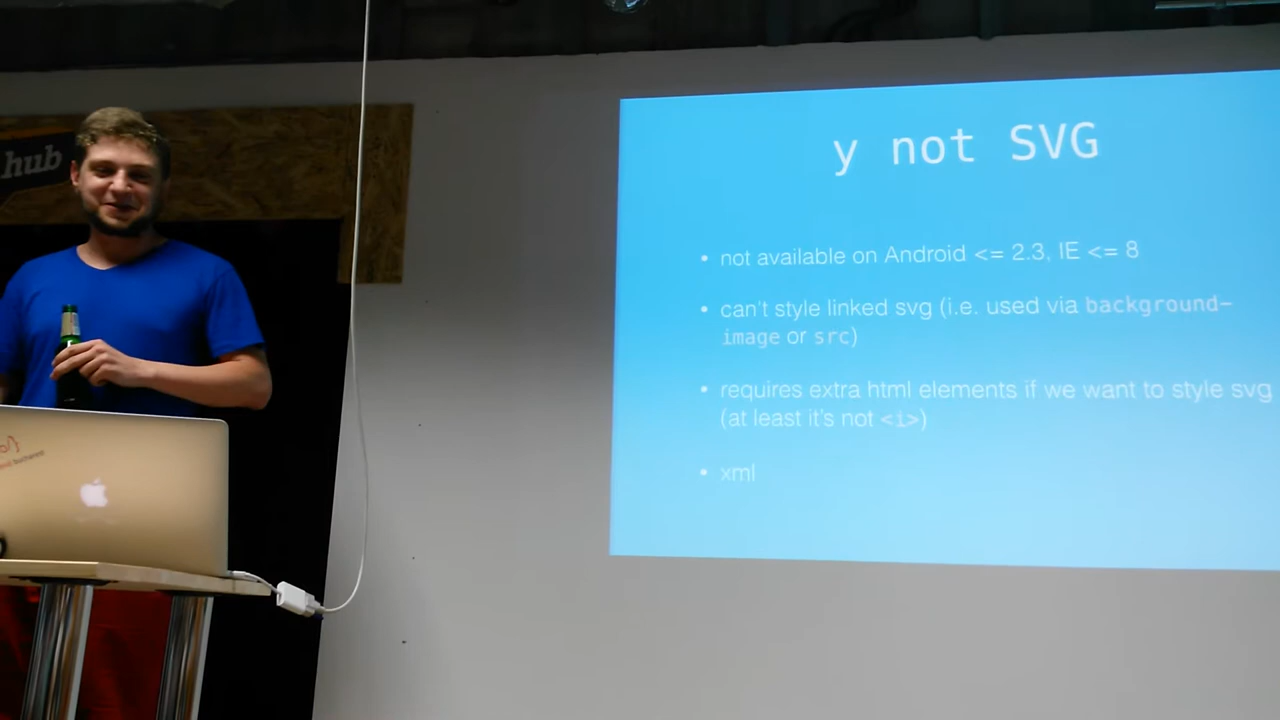 hub
y not SVG
• not available on Android <= 2.3, IE <= 8
• can't style linked svg (i.e. used via background-
image or src)
• requires extra html elements if we want to style svg
(at least it's not <i>)
• xml